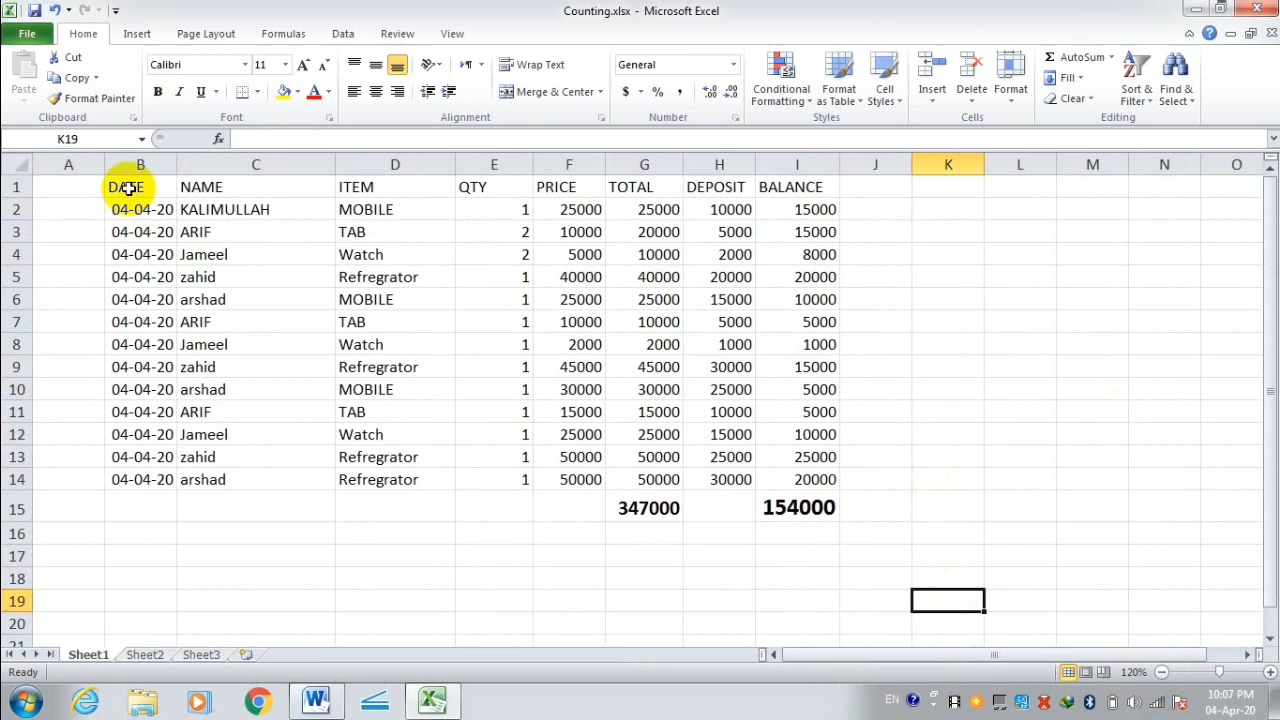 Counting.xlsx - Microsoft Excel
File Home Insert Page Layout Formulas Data Review View
Paste Cut Copy Format Painter Clipboard
Calibri 11 B I U A A A Font
Wrap Text Merge & Center Alignment
General $ % , .00 Number
Conditional Formatting Format as Table Cell Styles Styles
Insert Delete Format Cells
Σ AutoSum Fill Clear Sort & Filter Find & Select Editing
K19 fx
A B C D E F G H I J K L M N O
1 DATE NAME ITEM QTY PRICE TOTAL DEPOSIT BALANCE
2 04-04-20 KALIMULLAH MOBILE 1 25000 25000 10000 15000
3 04-04-20 ARIF TAB 2 10000 20000 5000 15000
4 04-04-20 Jameel Watch 2 5000 10000 2000 8000
5 04-04-20 zahid Refregrator 1 40000 40000 20000 20000
6 04-04-20 arshad MOBILE 1 25000 25000 15000 10000
7 04-04-20 ARIF TAB 1 10000 10000 5000 5000
8 04-04-20 Jameel Watch 1 2000 2000 1000 1000
9 04-04-20 zahid Refregrator 1 45000 45000 30000 15000
10 04-04-20 arshad MOBILE 1 30000 30000 25000 5000
11 04-04-20 ARIF TAB 1 15000 15000 10000 5000
12 04-04-20 Jameel Watch 1 25000 25000 15000 10000
13 04-04-20 zahid Refregrator 1 50000 50000 25000 25000
14 04-04-20 arshad Refregrator 1 50000 50000 30000 20000
15 347000 154000
16
17
18
19
20
21
Sheet1 Sheet2 Sheet3
Ready 120%
EN 10:07 PM
04-Apr-20